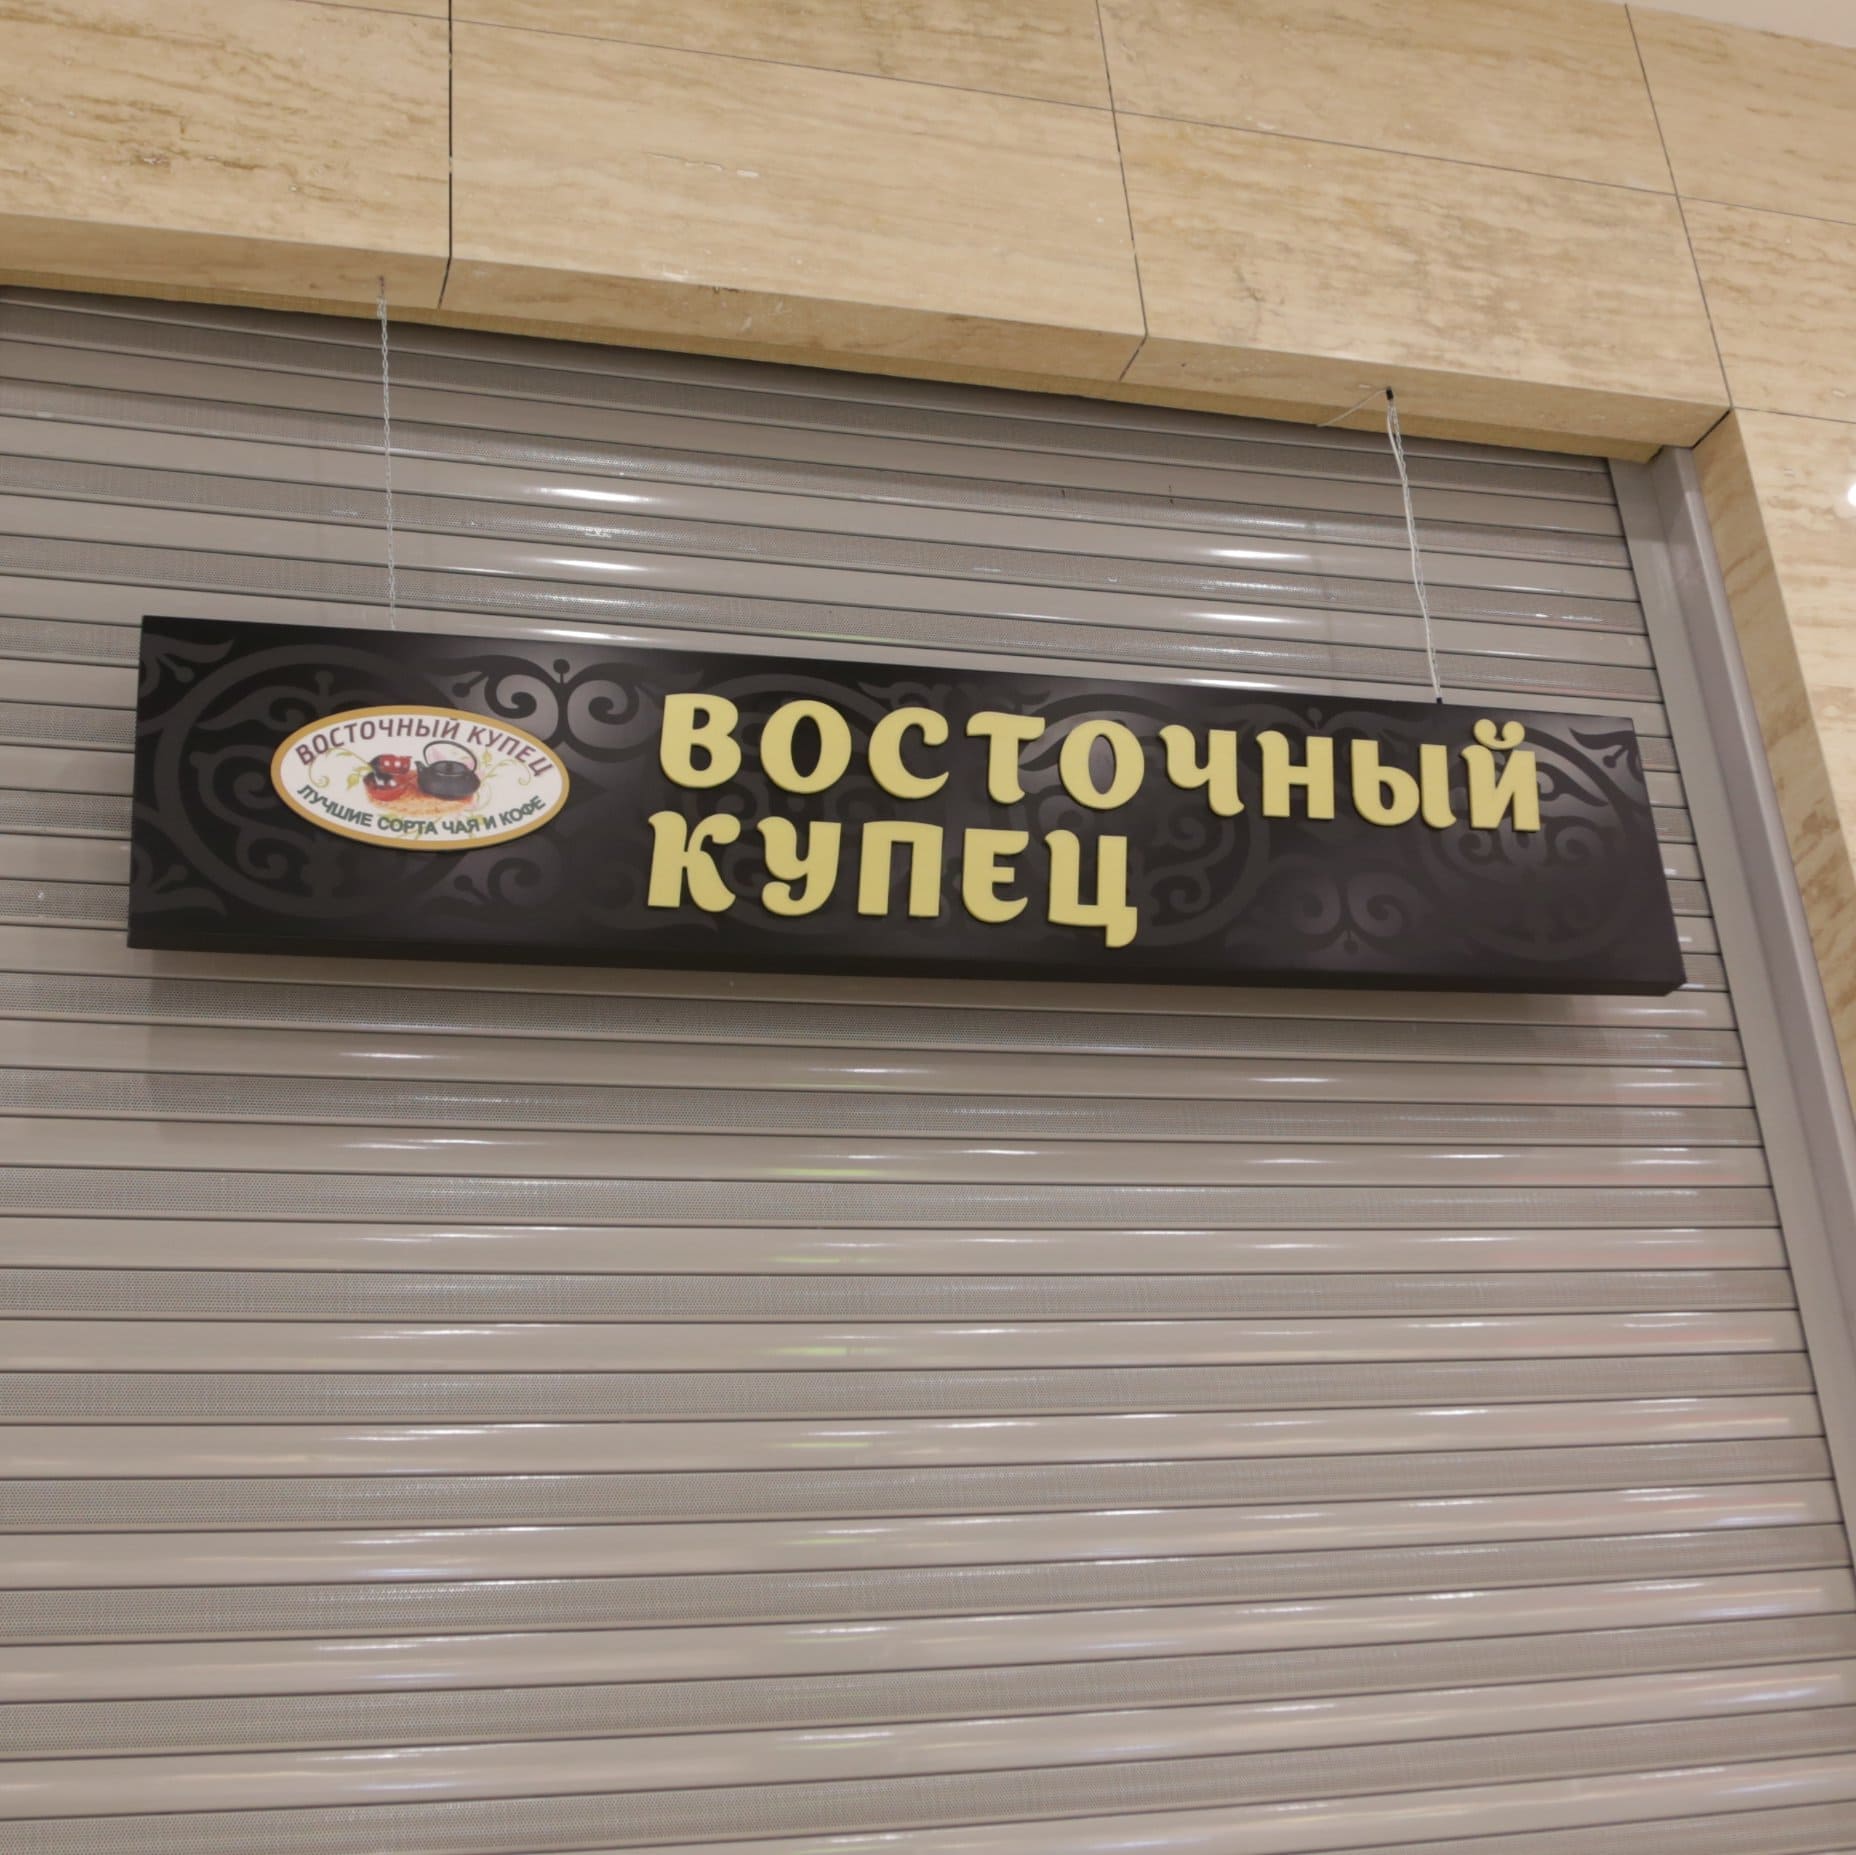 ВОСТОЧНЫЙ КУПЕЦ
ЛУЧШИЕ СОРТА ЧАЯ И КОФЕ
ВОСТОЧНЫЙ
КУПЕЦ